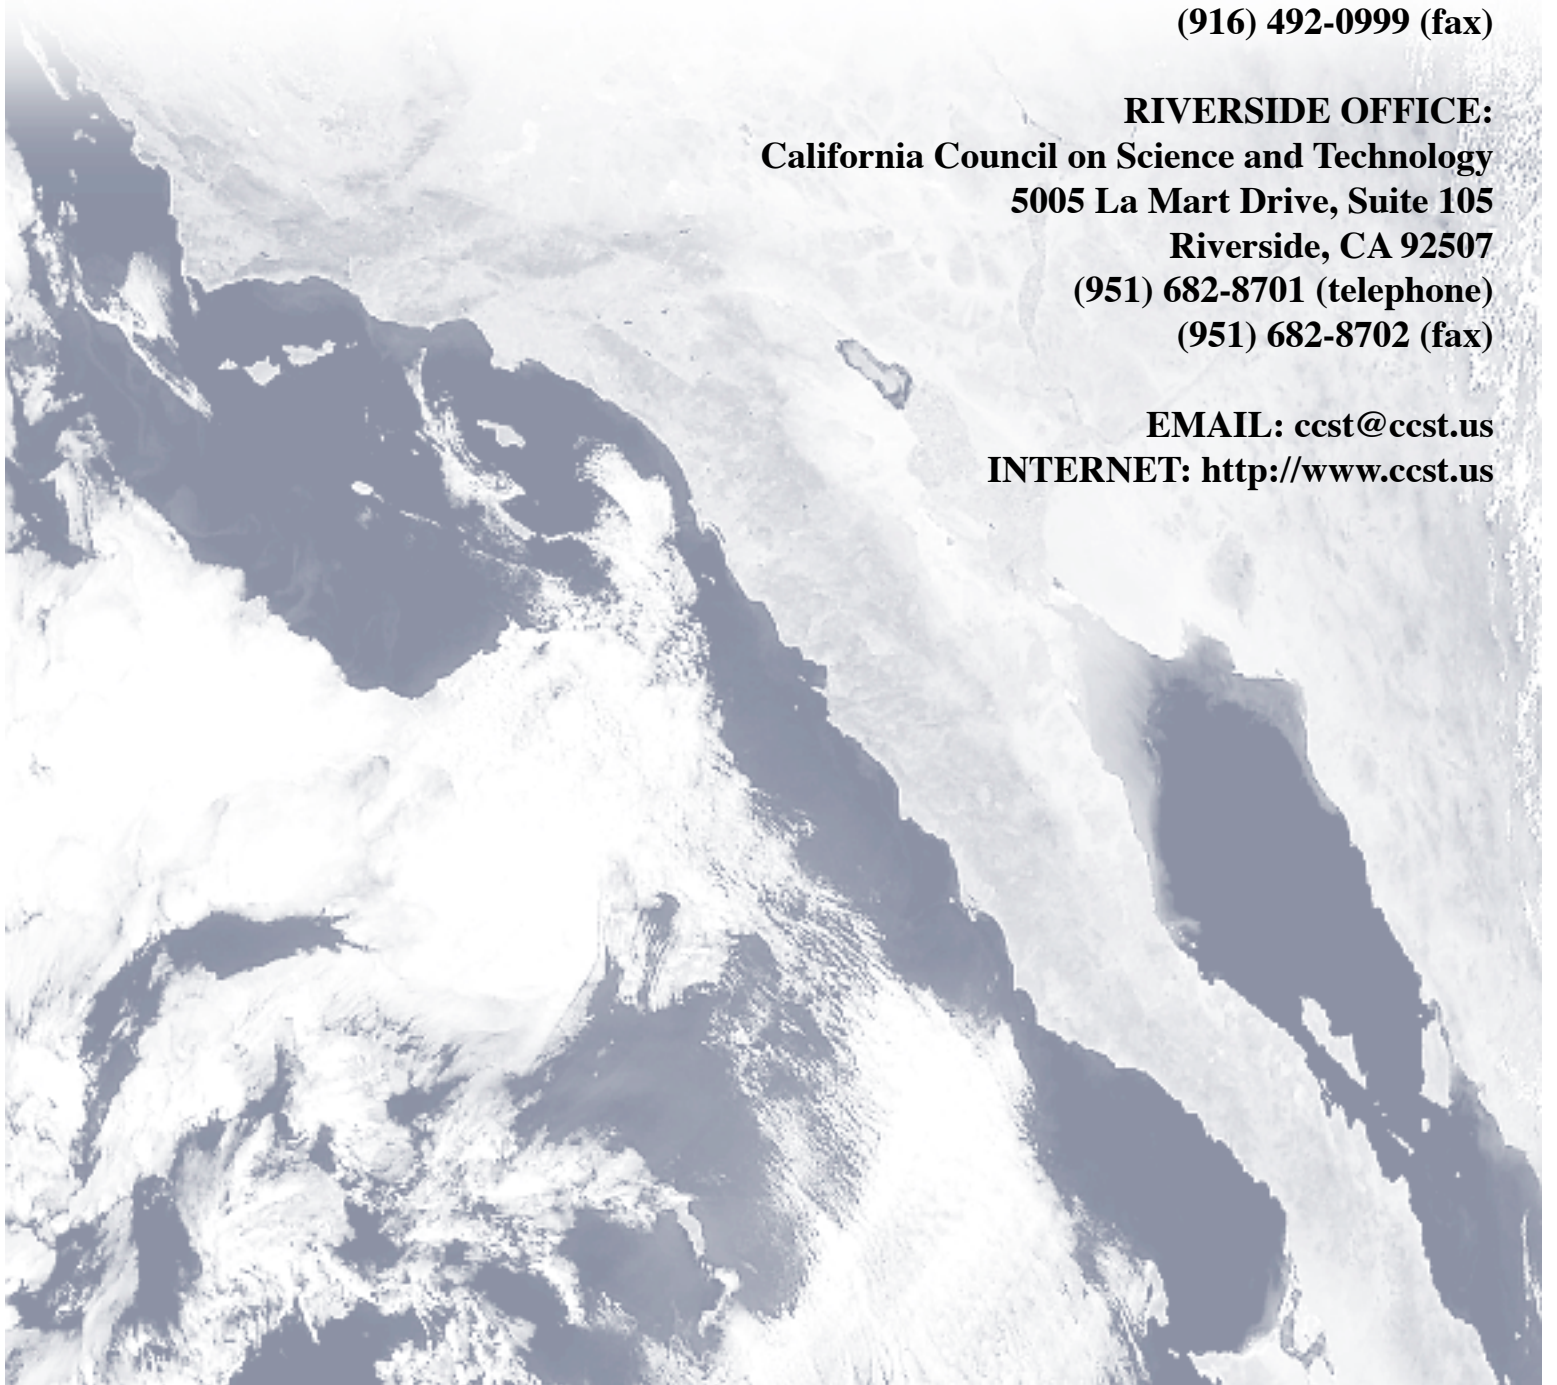 (916) 492-0999 (fax)
RIVERSIDE OFFICE:
California Council on Science and Technology
5005 La Mart Drive, Suite 105
Riverside, CA 92507
(951) 682-8701 (telephone)
(951) 682-8702 (fax)
EMAIL: ccst@ccst.us
INTERNET: http://www.ccst.us